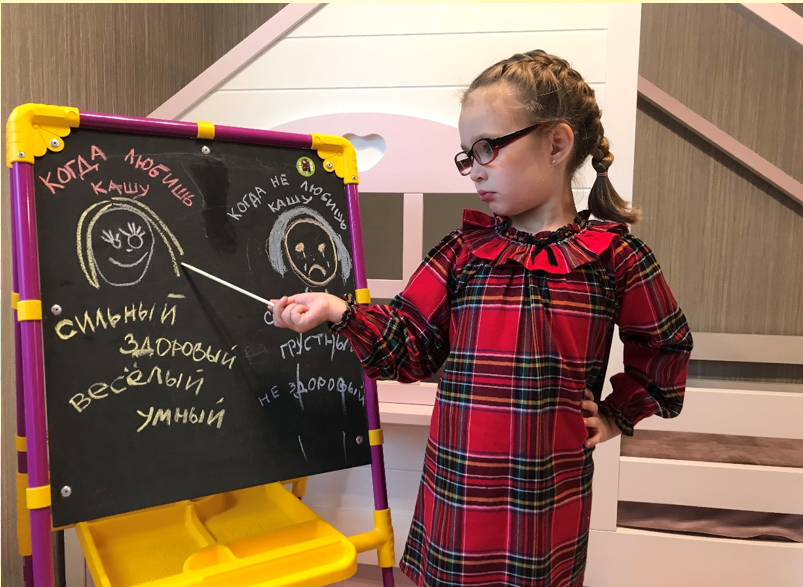 КОГДА ЛЮБИШЬ
КАШУ
СИЛЬНЫЙ
ЗДОРОВЫЙ
ВЕСЁЛЫЙ
УМНЫЙ
КОГДА НЕ ЛЮБИШЬ
КАШУ
ГРУСТНЫЙ
НЕ ЗДОРОВЫЙ